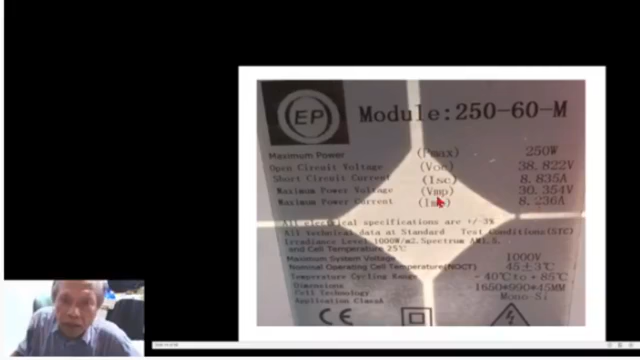 EP
Module:250-60-M
Maximum Power (Pmax) 250W
Open Circuit Voltage (Voc) 38.822V
Short Circuit Current (Isc) 8.835A
Maximum Power Voltage (Vmp) 30.354V
Maximum Power Current 8.236A
All electrical specifications are +/-3%
All technical data at Standard Test Conditions(STC)
Irradiance Level 1000W/m2.Spectrum AM1.5,
and Cell Temperature 25℃
Maximum System Voltage 1000V
Nominal Operating Cell Temperature(NOCT) 45±3℃
Temperature Cycling Range -40℃to+85℃
Dimensions 1650*990*45MM
Cell Technology Mono-Si
Application ClassA
CE